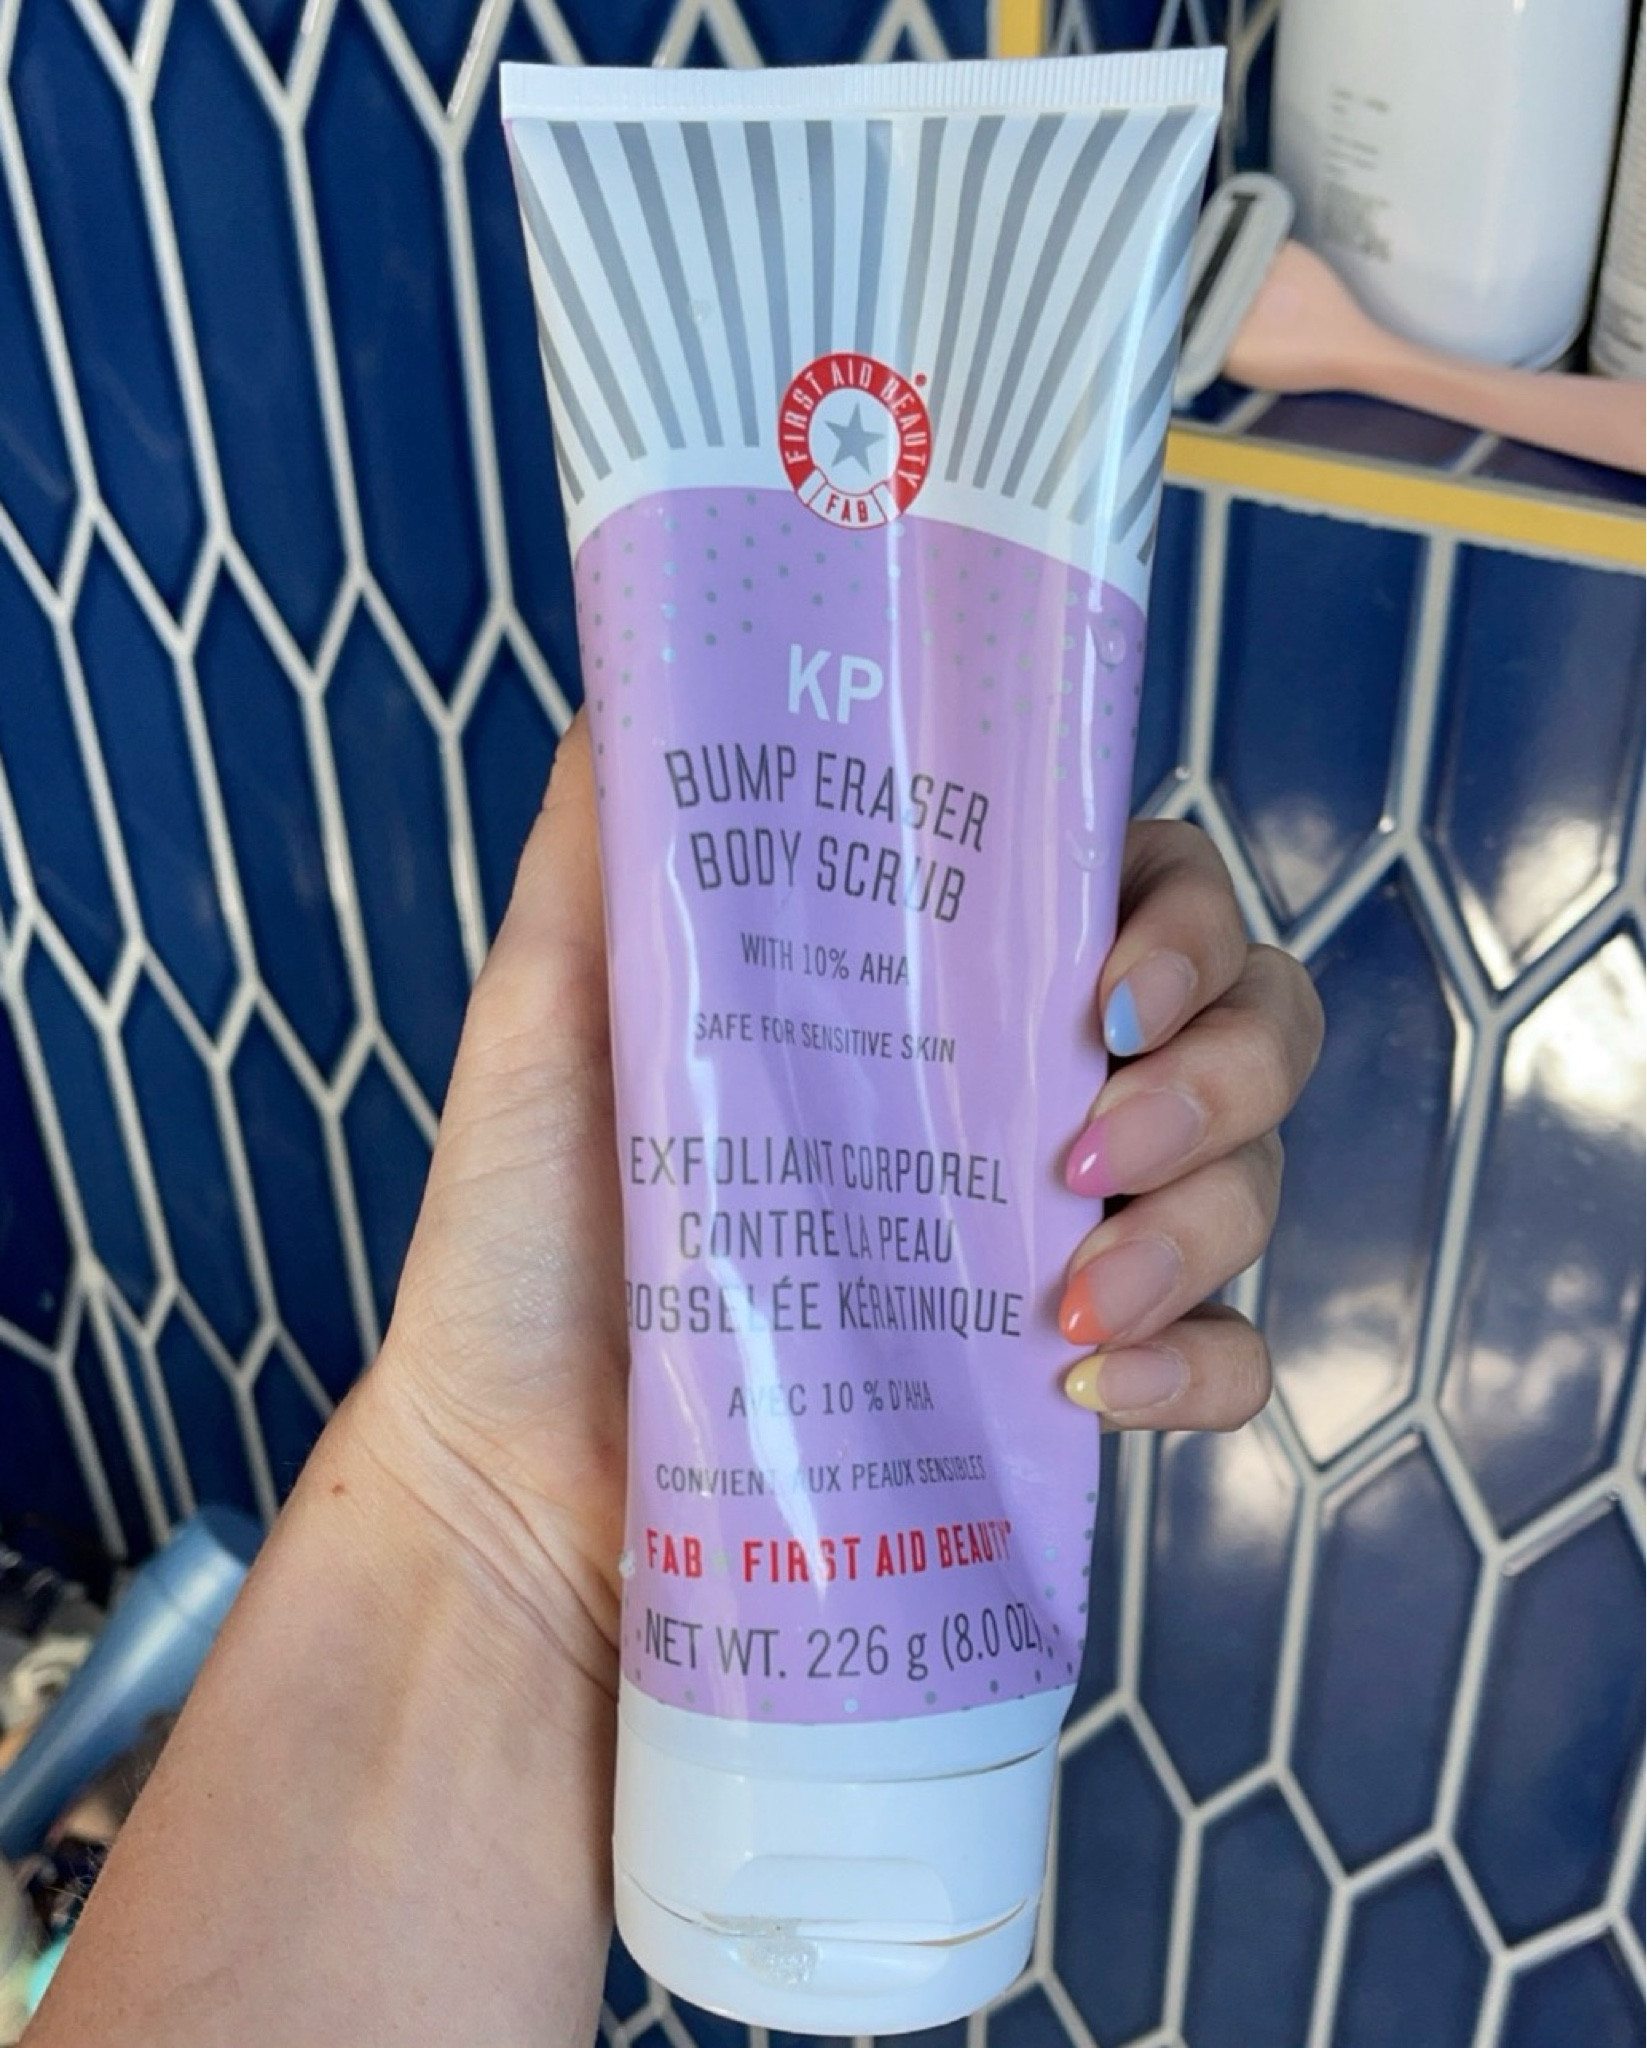 FIRST AID BEAUTY®
FAB
KP
BUMP ERASER
BODY SCRUB
WITH 10% AHA
SAFE FOR SENSITIVE SKIN
EXFOLIANT CORPOREL
CONTRE LA PEAU
KÉRATINIQUE
AVEC 10 % D'AHA
CONVIENT AUX PEAUX SENSIBLES
FAB FIRST AID BEAUTY®
NET WT. 226 g (8.0 OZ)